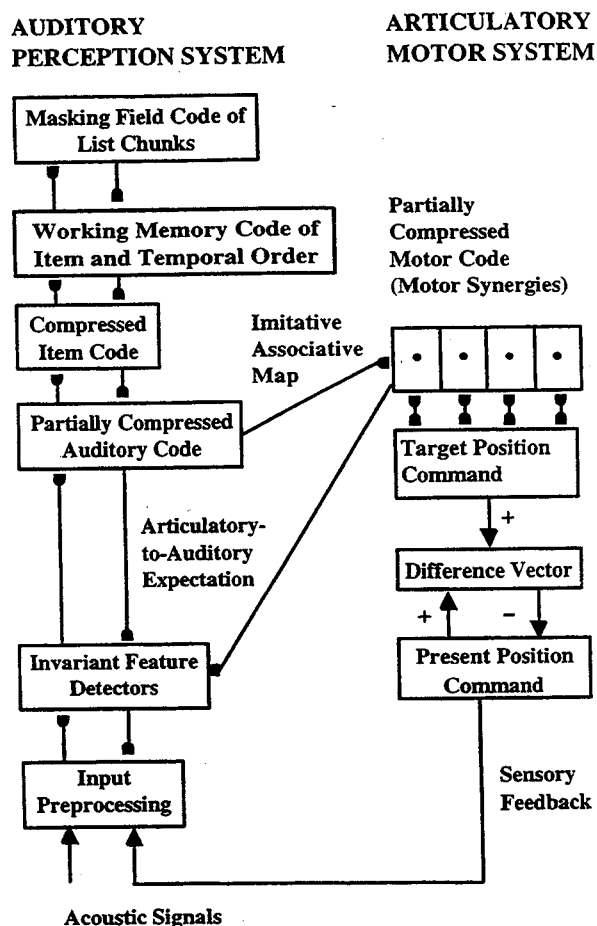 AUDITORY
PERCEPTION SYSTEM
ARTICULATORY
MOTOR SYSTEM
Masking Field Code of
List Chunks
Working Memory Code of
Item and Temporal Order
Compressed
Item Code
Partially Compressed
Auditory Code
Imitative
Associative
Map
Partially
Compressed
Motor Code
(Motor Synergies)
Target Position
Command
+
Difference Vector
+
−
Present Position
Command
Articulatory-
to-Auditory
Expectation
Invariant Feature
Detectors
Input
Preprocessing
Sensory
Feedback
Acoustic Signals